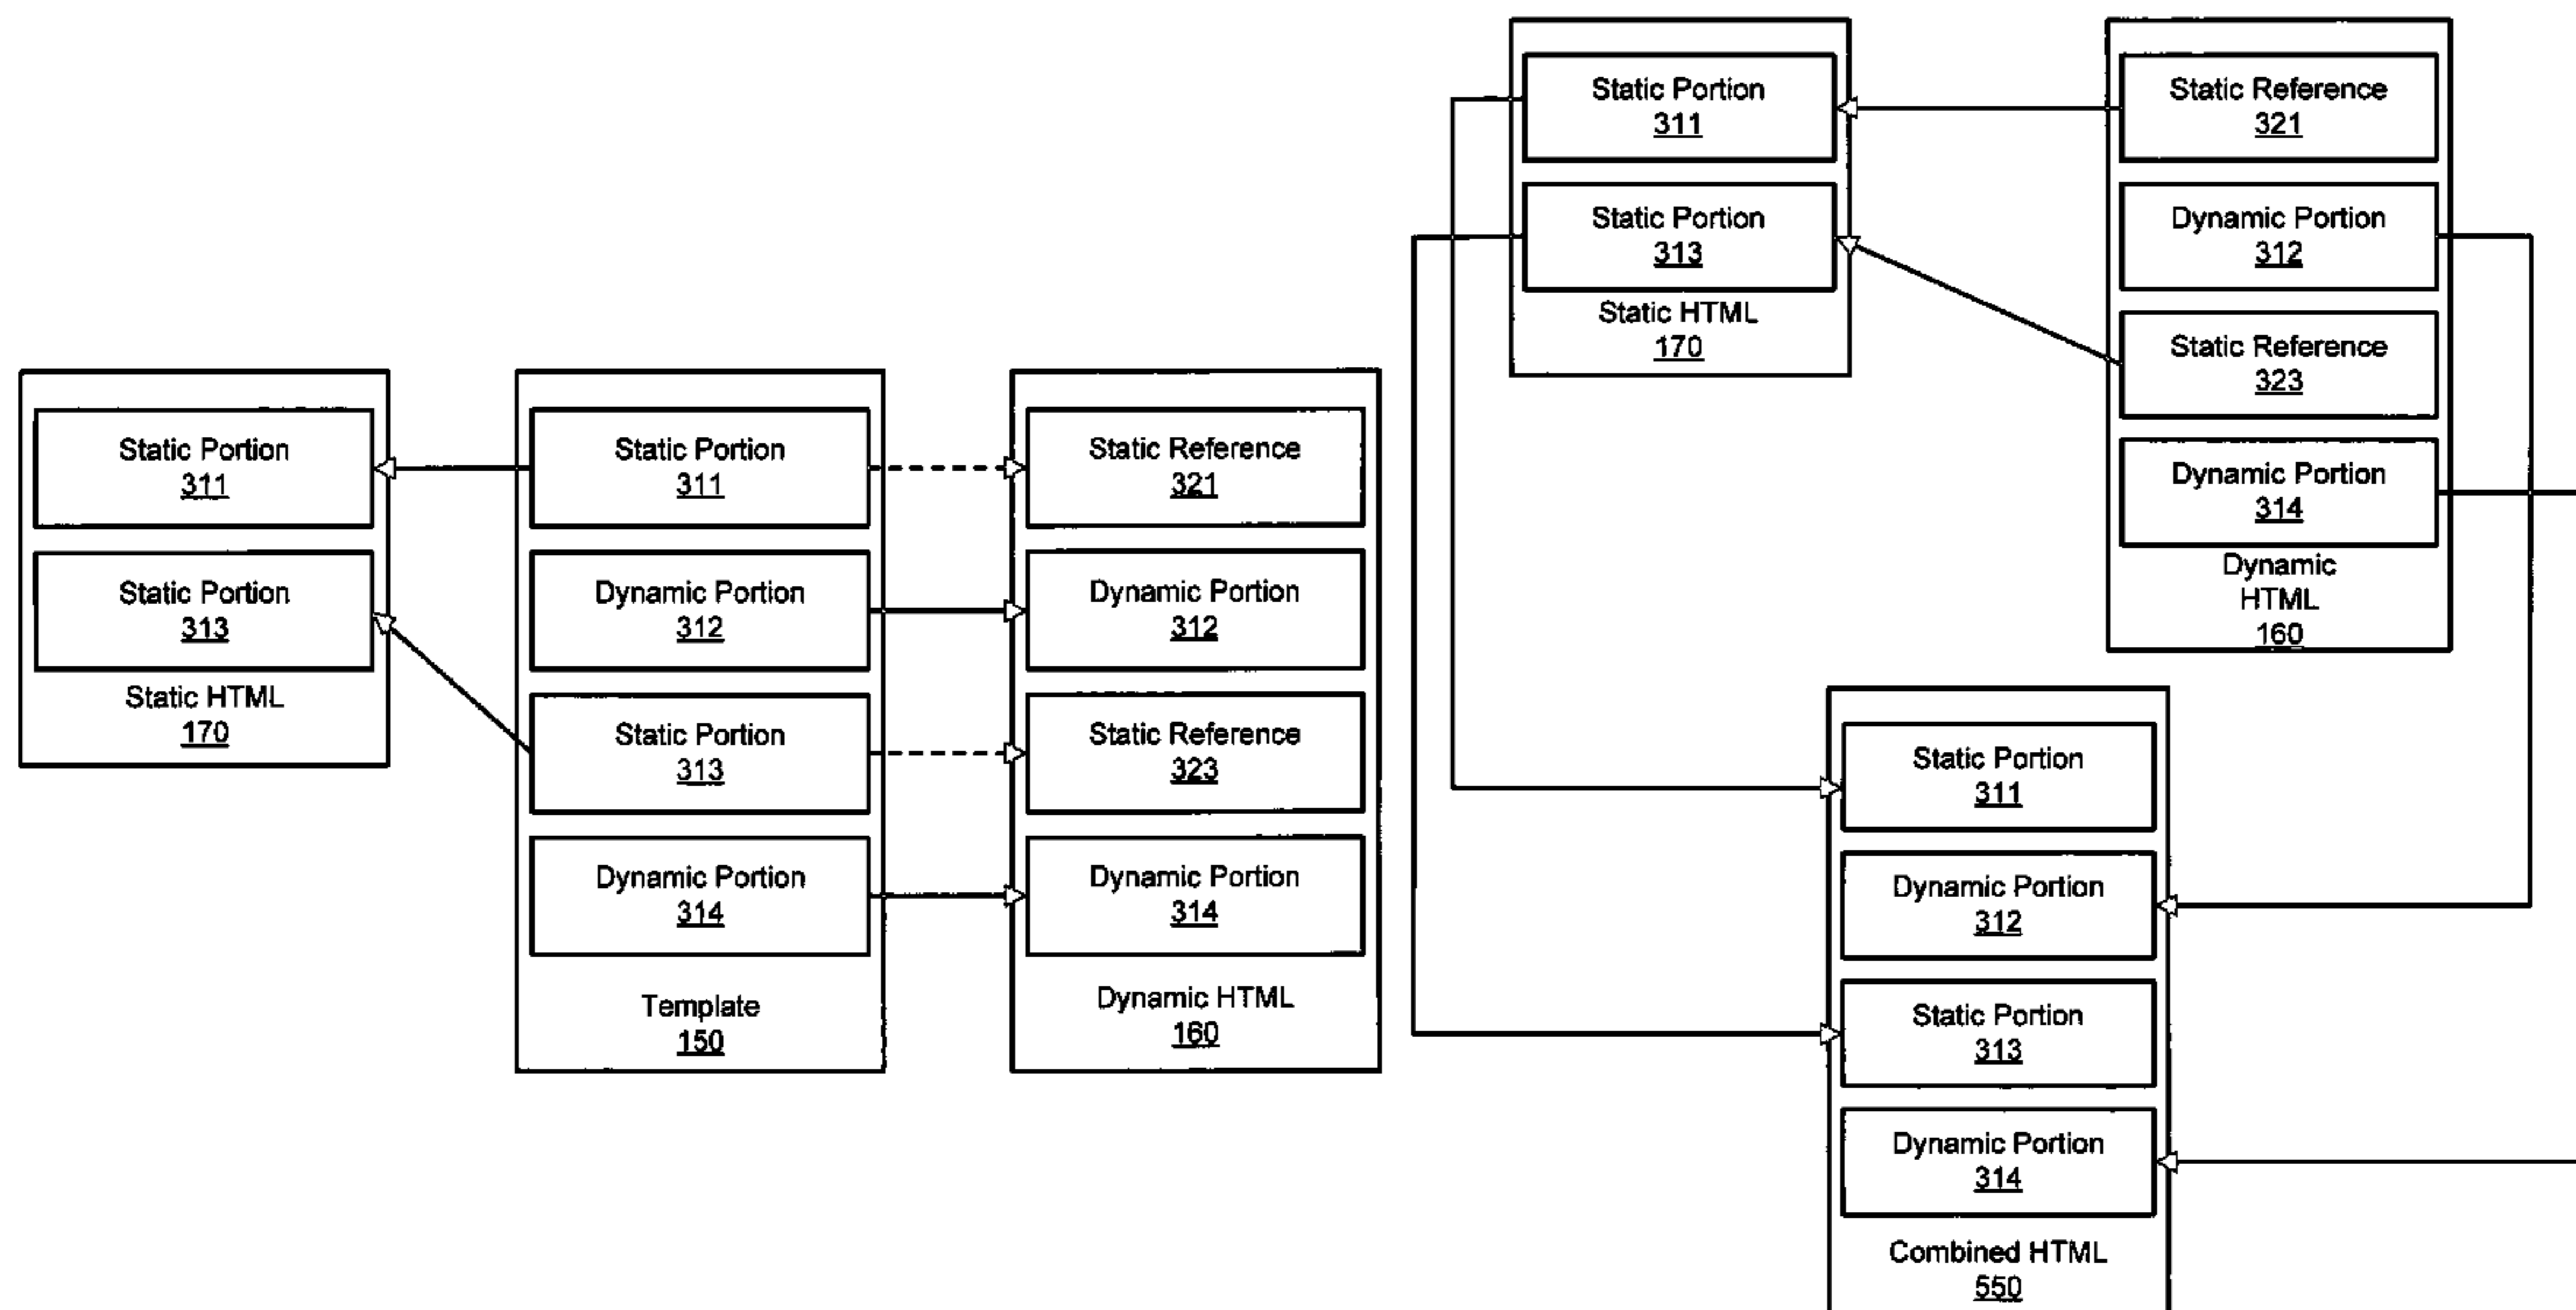 Static Portion
311
Static Portion
313
Static HTML
170
Static Portion
311
Dynamic Portion
312
Static Portion
313
Dynamic Portion
314
Template
150
Static Reference
321
Dynamic Portion
312
Static Reference
323
Dynamic Portion
314
Dynamic HTML
160
Static Portion
311
Static Portion
313
Static HTML
170
Static Reference
321
Dynamic Portion
312
Static Reference
323
Dynamic Portion
314
Dynamic
HTML
160
Static Portion
311
Dynamic Portion
312
Static Portion
313
Dynamic Portion
314
Combined HTML
550